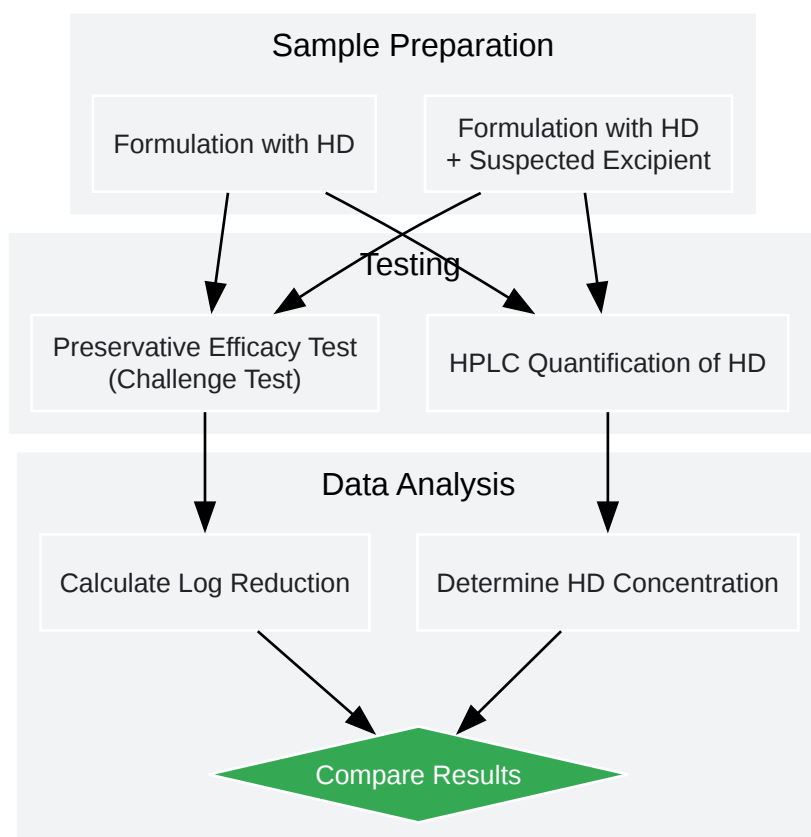 Sample Preparation
Formulation with HD
Formulation with HD
+ Suspected Excipient
Testing
Preservative Efficacy Test
(Challenge Test)
HPLC Quantification of HD
Data Analysis
Calculate Log Reduction
Determine HD Concentration
Compare Results